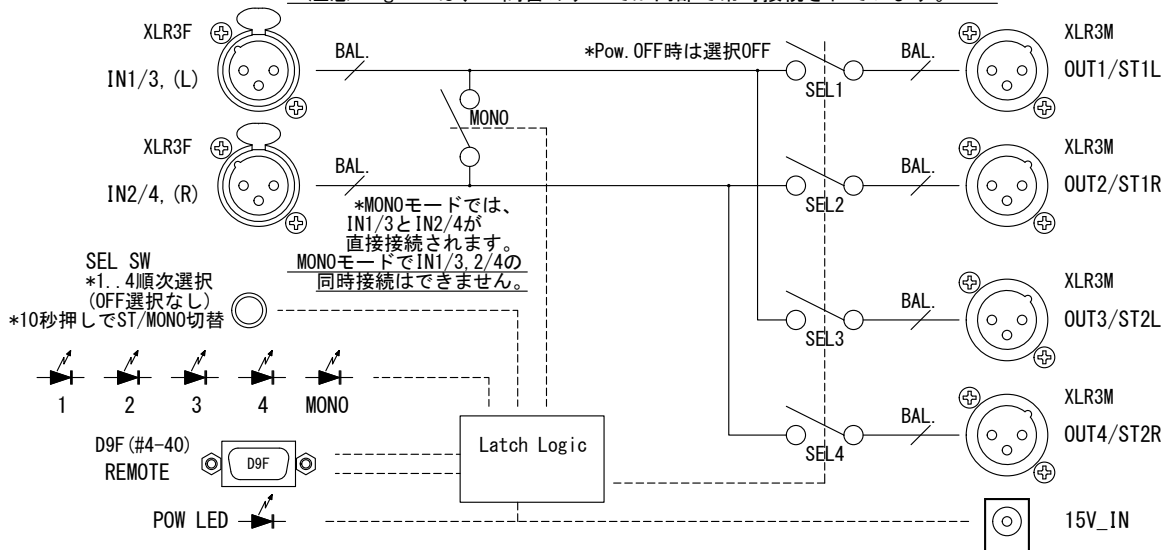 XLR3F
IN1/3, (L)
BAL.
*Pow. OFF時は選択OFF
SEL1
BAL.
XLR3M
OUT1/ST1L
MONO
XLR3F
IN2/4, (R)
BAL.
SEL2
BAL.
XLR3M
OUT2/ST1R
*MONOモードでは、
IN1/3とIN2/4が
直接接続されます。
MONOモードでIN1/3, 2/4の
同時接続はできません。
SEL SW
*1..4順次選択
(OFF選択なし)
*10秒押しでST/MONO切替
SEL3
BAL.
XLR3M
OUT3/ST2L
1
2
3
4
MONO
SEL4
BAL.
XLR3M
OUT4/ST2R
D9F(#4-40)
REMOTE
D9F
Latch Logic
POW LED
15V_IN